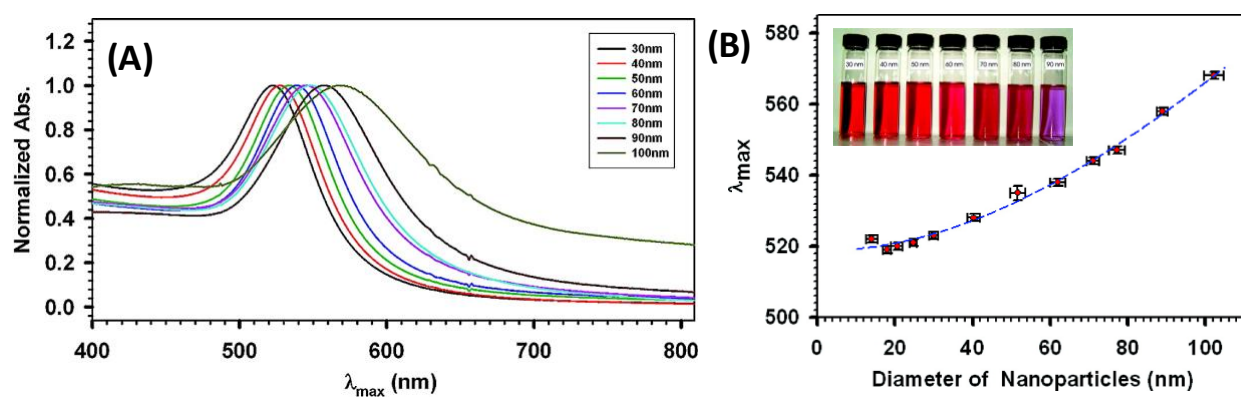 (A)
Normalized Abs.
1.2
1.0
0.8
0.6
0.4
0.2
0.0
400
500
600
700
800
λmax (nm)
30nm
40nm
50nm
60nm
70nm
80nm
90nm
100nm
(B)
λmax
580
560
540
520
500
0
20
40
60
80
100
Diameter of Nanoparticles (nm)
30 nm
40 nm
50 nm
60 nm
70 nm
80 nm
90 nm